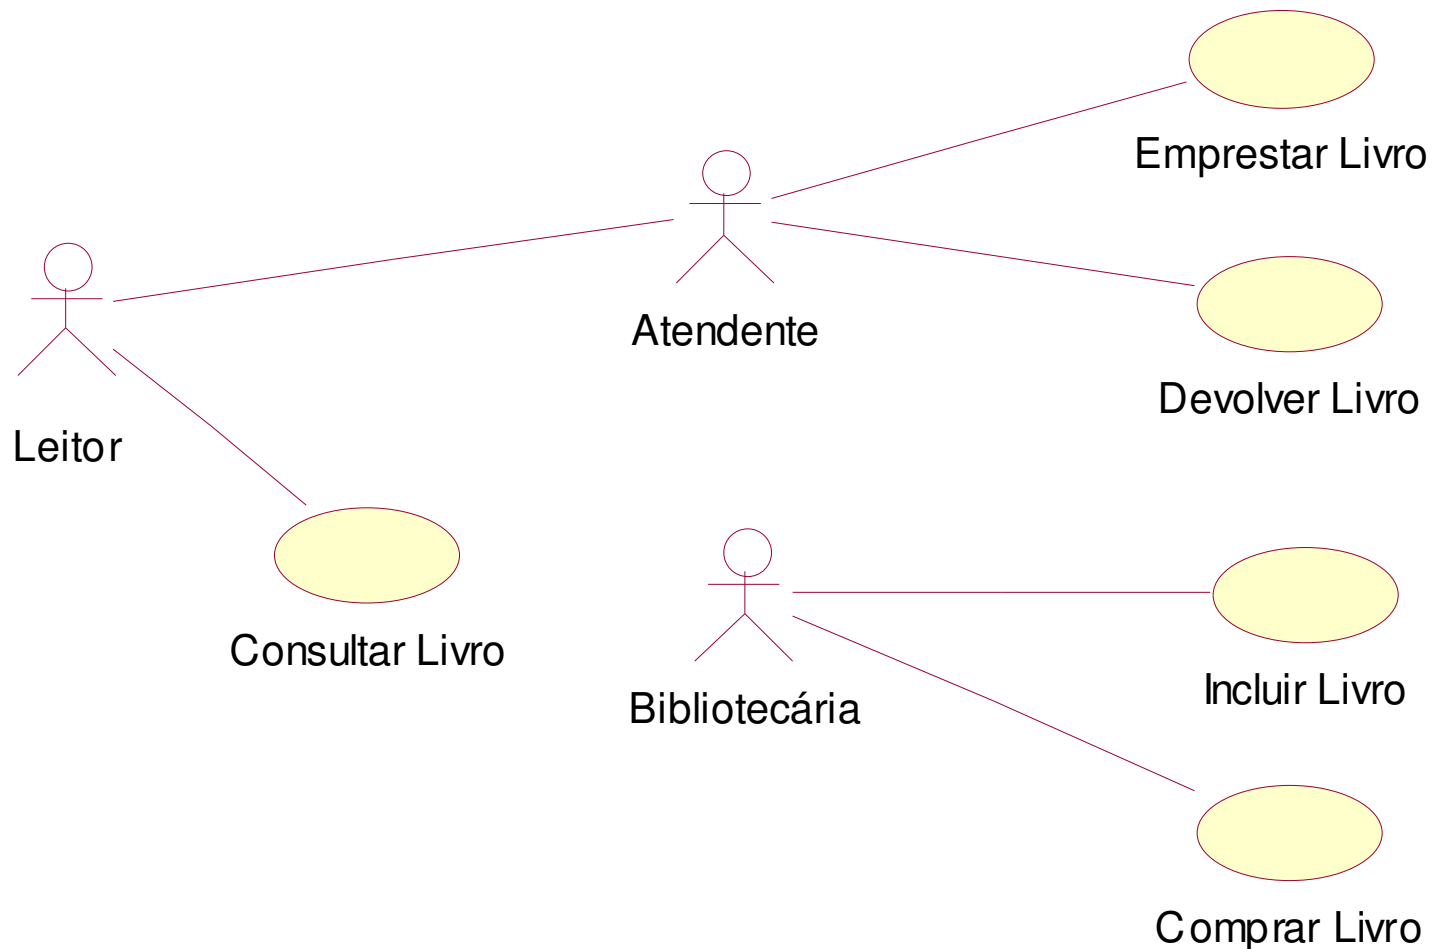 Emprestar Livro
Atendente
Devolver Livro
Leitor
Consultar Livro
Incluir Livro
Bibliotecária
Comprar Livro